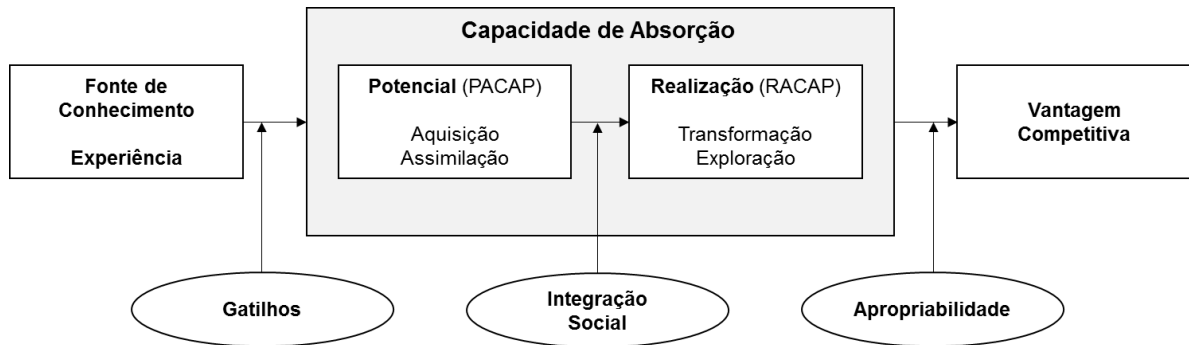 Capacidade de Absorção
Fonte de
Conhecimento
Experiência
Potencial (PACAP)
Aquisição
Assimilação
Realização (RACAP)
Transformação
Exploração
Vantagem
Competitiva
Gatilhos
Integração
Social
Apropriabilidade